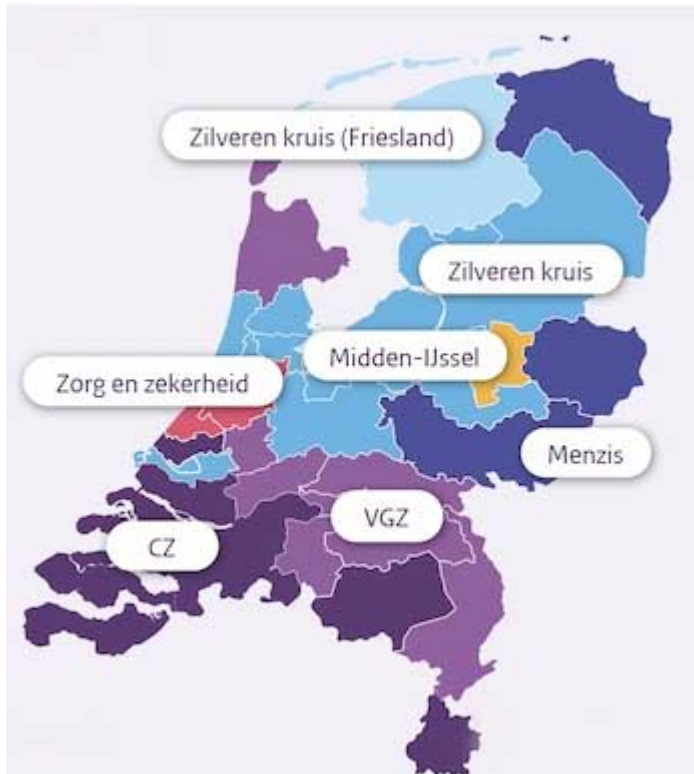 Zilveren kruis (Friesland)
Zilveren kruis
Midden-IJssel
Zorg en zekerheid
Menzis
VGZ
CZ